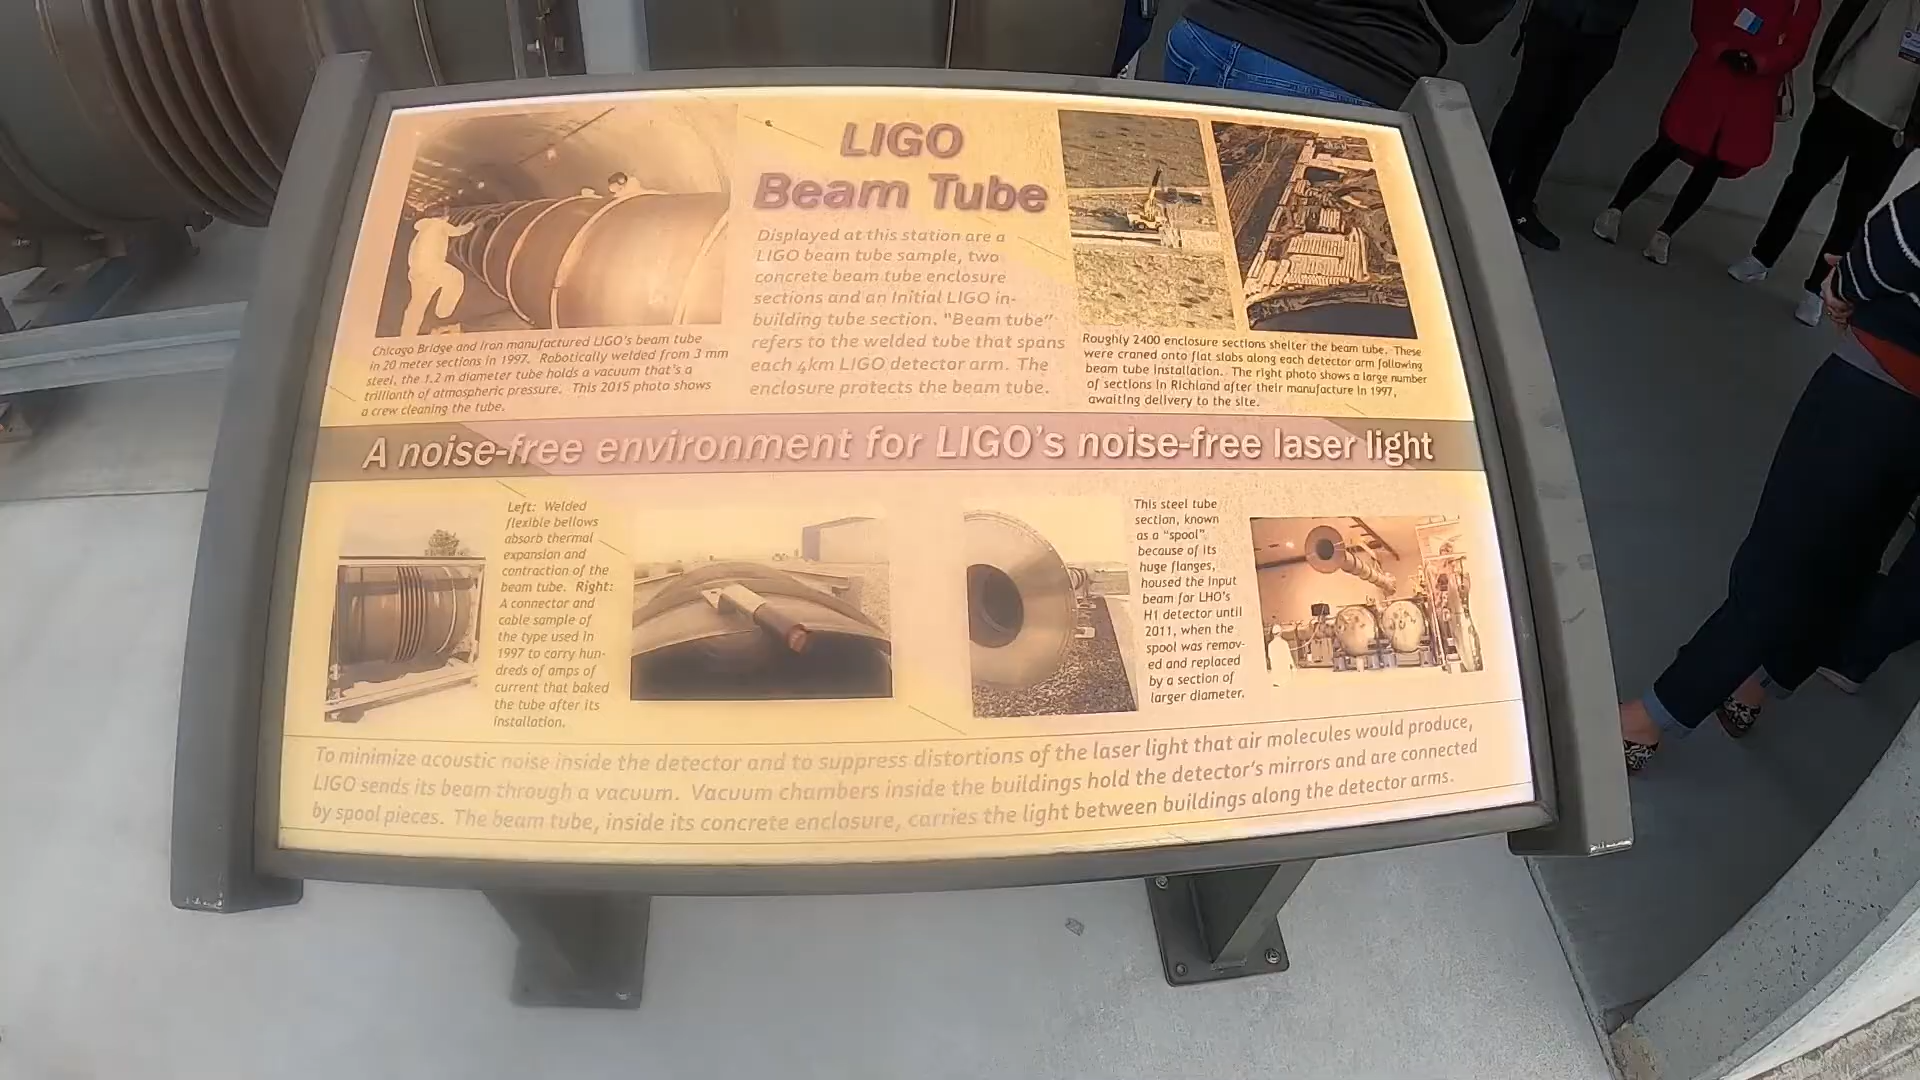 LIGO
Beam Tube
Displayed at this station are a
LIGO beam tube sample, two
concrete beam tube enclosure
sections and an Initial LIGO in-
building tube section. "Beam tube"
refers to the welded tube that spans
each 4km LIGO detector arm. The
enclosure protects the beam tube.
Chicago Bridge and Iron manufactured LIGO's beam tube
in 20 meter sections in 1997. Robotically welded from 3 mm
steel, the 1.2 m diameter tube holds a vacuum that's a
trillionth of atmospheric pressure. This 2015 photo shows
a crew cleaning the tube.
Roughly 2400 enclosure sections shelter the beam tube. These
were craned onto flat slabs along each detector arm following
beam tube installation. The right photo shows a large number
of sections in Richland after their manufacture in 1997,
awaiting delivery to the site.
A noise-free environment for LIGO's noise-free laser light
Left: Welded
flexible bellows
absorb thermal
expansion and
contraction of the
beam tube. Right:
A connector and
cable sample of
the type used in
1997 to carry hun-
dreds of amps of
current that baked
the tube after its
installation.
This steel tube
section, known
as a "spool"
because of its
huge flanges,
housed the input
beam for LHO's
H1 detector until
2011, when the
spool was remov-
ed and replaced
by a section of
larger diameter.
To minimize acoustic noise inside the detector and to suppress distortions of the laser light that air molecules would produce,
LIGO sends its beam through a vacuum. Vacuum chambers inside the buildings hold the detector's mirrors and are connected
by spool pieces. The beam tube, inside its concrete enclosure, carries the light between buildings along the detector arms.